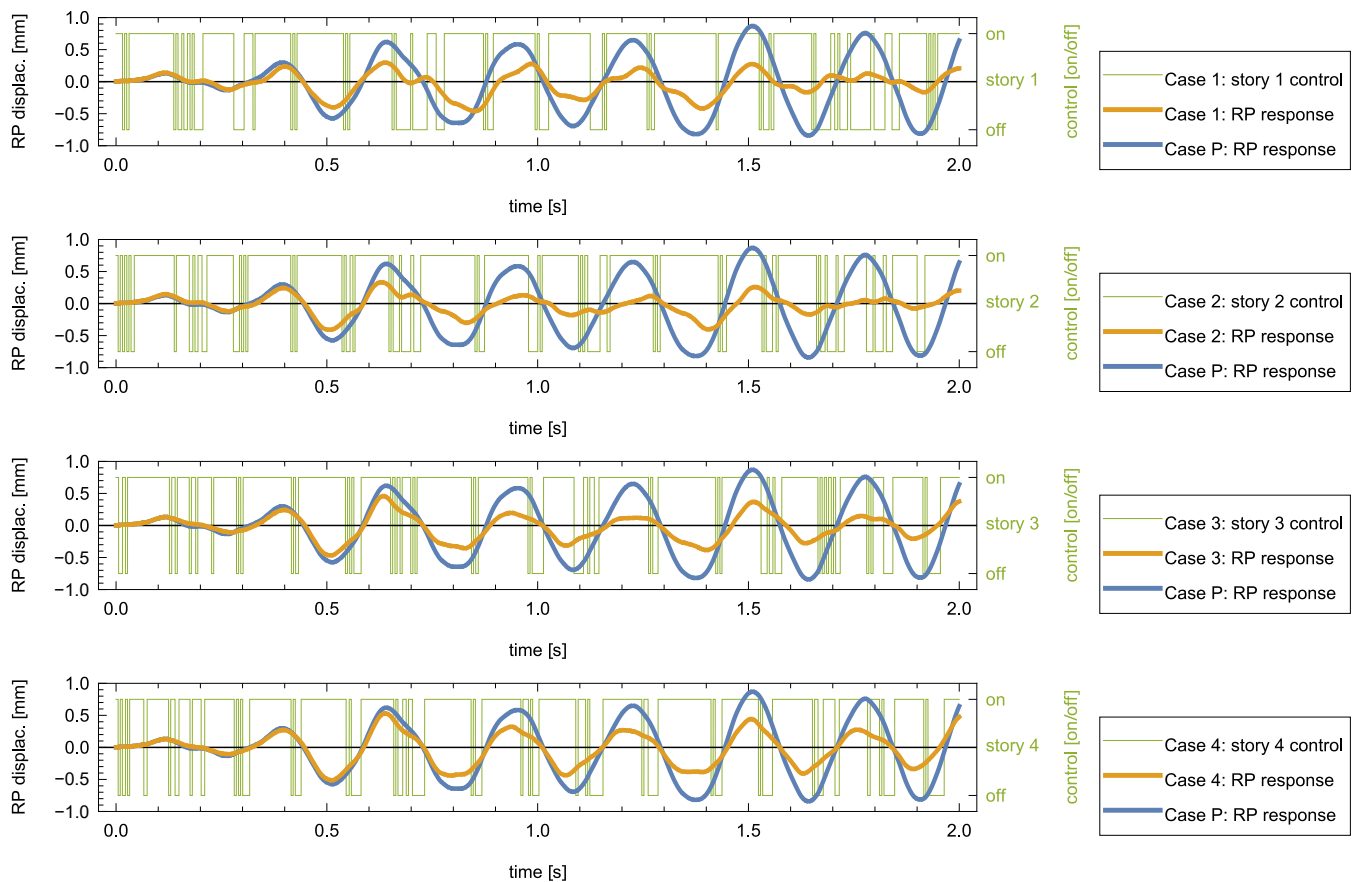 RP displac. [mm]
1.0
0.5
0.0
−0.5
−1.0
on
story 1
off
control [on/off]
Case 1: story 1 control
Case 1: RP response
Case P: RP response
0.0
0.5
1.0
1.5
2.0
time [s]
RP displac. [mm]
1.0
0.5
0.0
−0.5
−1.0
on
story 2
off
control [on/off]
Case 2: story 2 control
Case 2: RP response
Case P: RP response
0.0
0.5
1.0
1.5
2.0
time [s]
RP displac. [mm]
1.0
0.5
0.0
−0.5
−1.0
on
story 3
off
control [on/off]
Case 3: story 3 control
Case 3: RP response
Case P: RP response
0.0
0.5
1.0
1.5
2.0
time [s]
RP displac. [mm]
1.0
0.5
0.0
−0.5
−1.0
on
story 4
off
control [on/off]
Case 4: story 4 control
Case 4: RP response
Case P: RP response
0.0
0.5
1.0
1.5
2.0
time [s]